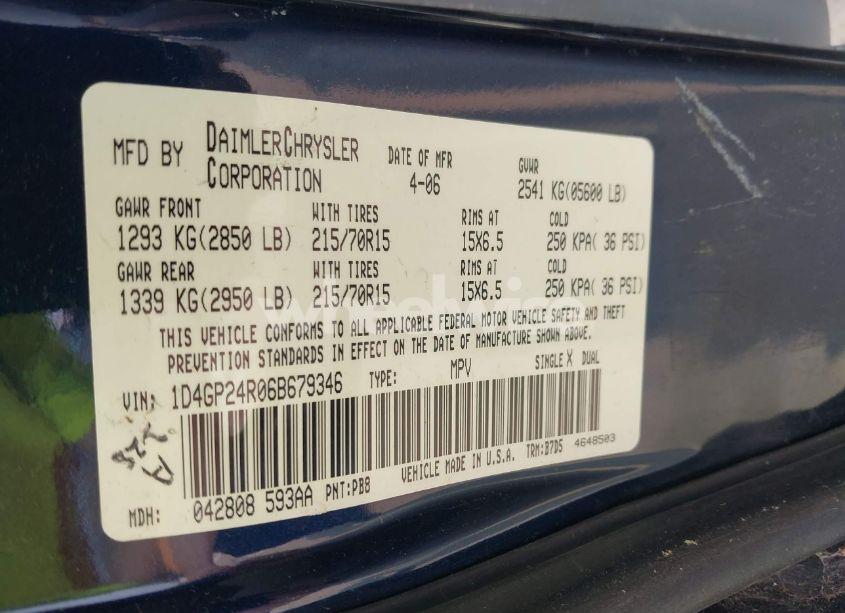 MFD BY DAIMLERCHRYSLER CORPORATION DATE OF MFR 4-06 GVWR 2541 KG(05600 LB)
GAWR FRONT WITH TIRES RIMS AT COLD
1293 KG(2850 LB) 215/70R15 15X6.5 250 KPA( 36 PSI)
GAWR REAR WITH TIRES RIMS AT COLD
1339 KG(2950 LB) 215/70R15 15X6.5 250 KPA( 36 PSI)
THIS VEHICLE CONFORMS TO ALL APPLICABLE FEDERAL MOTOR VEHICLE SAFETY AND THEFT
PREVENTION STANDARDS IN EFFECT ON THE DATE OF MANUFACTURE SHOWN ABOVE.
VIN: 1D4GP24R06B679346 TYPE: MPV SINGLE X DUAL
MDH: 042808 593AA PNT:PB8 VEHICLE MADE IN U.S.A. TRM:B7D5 4648503